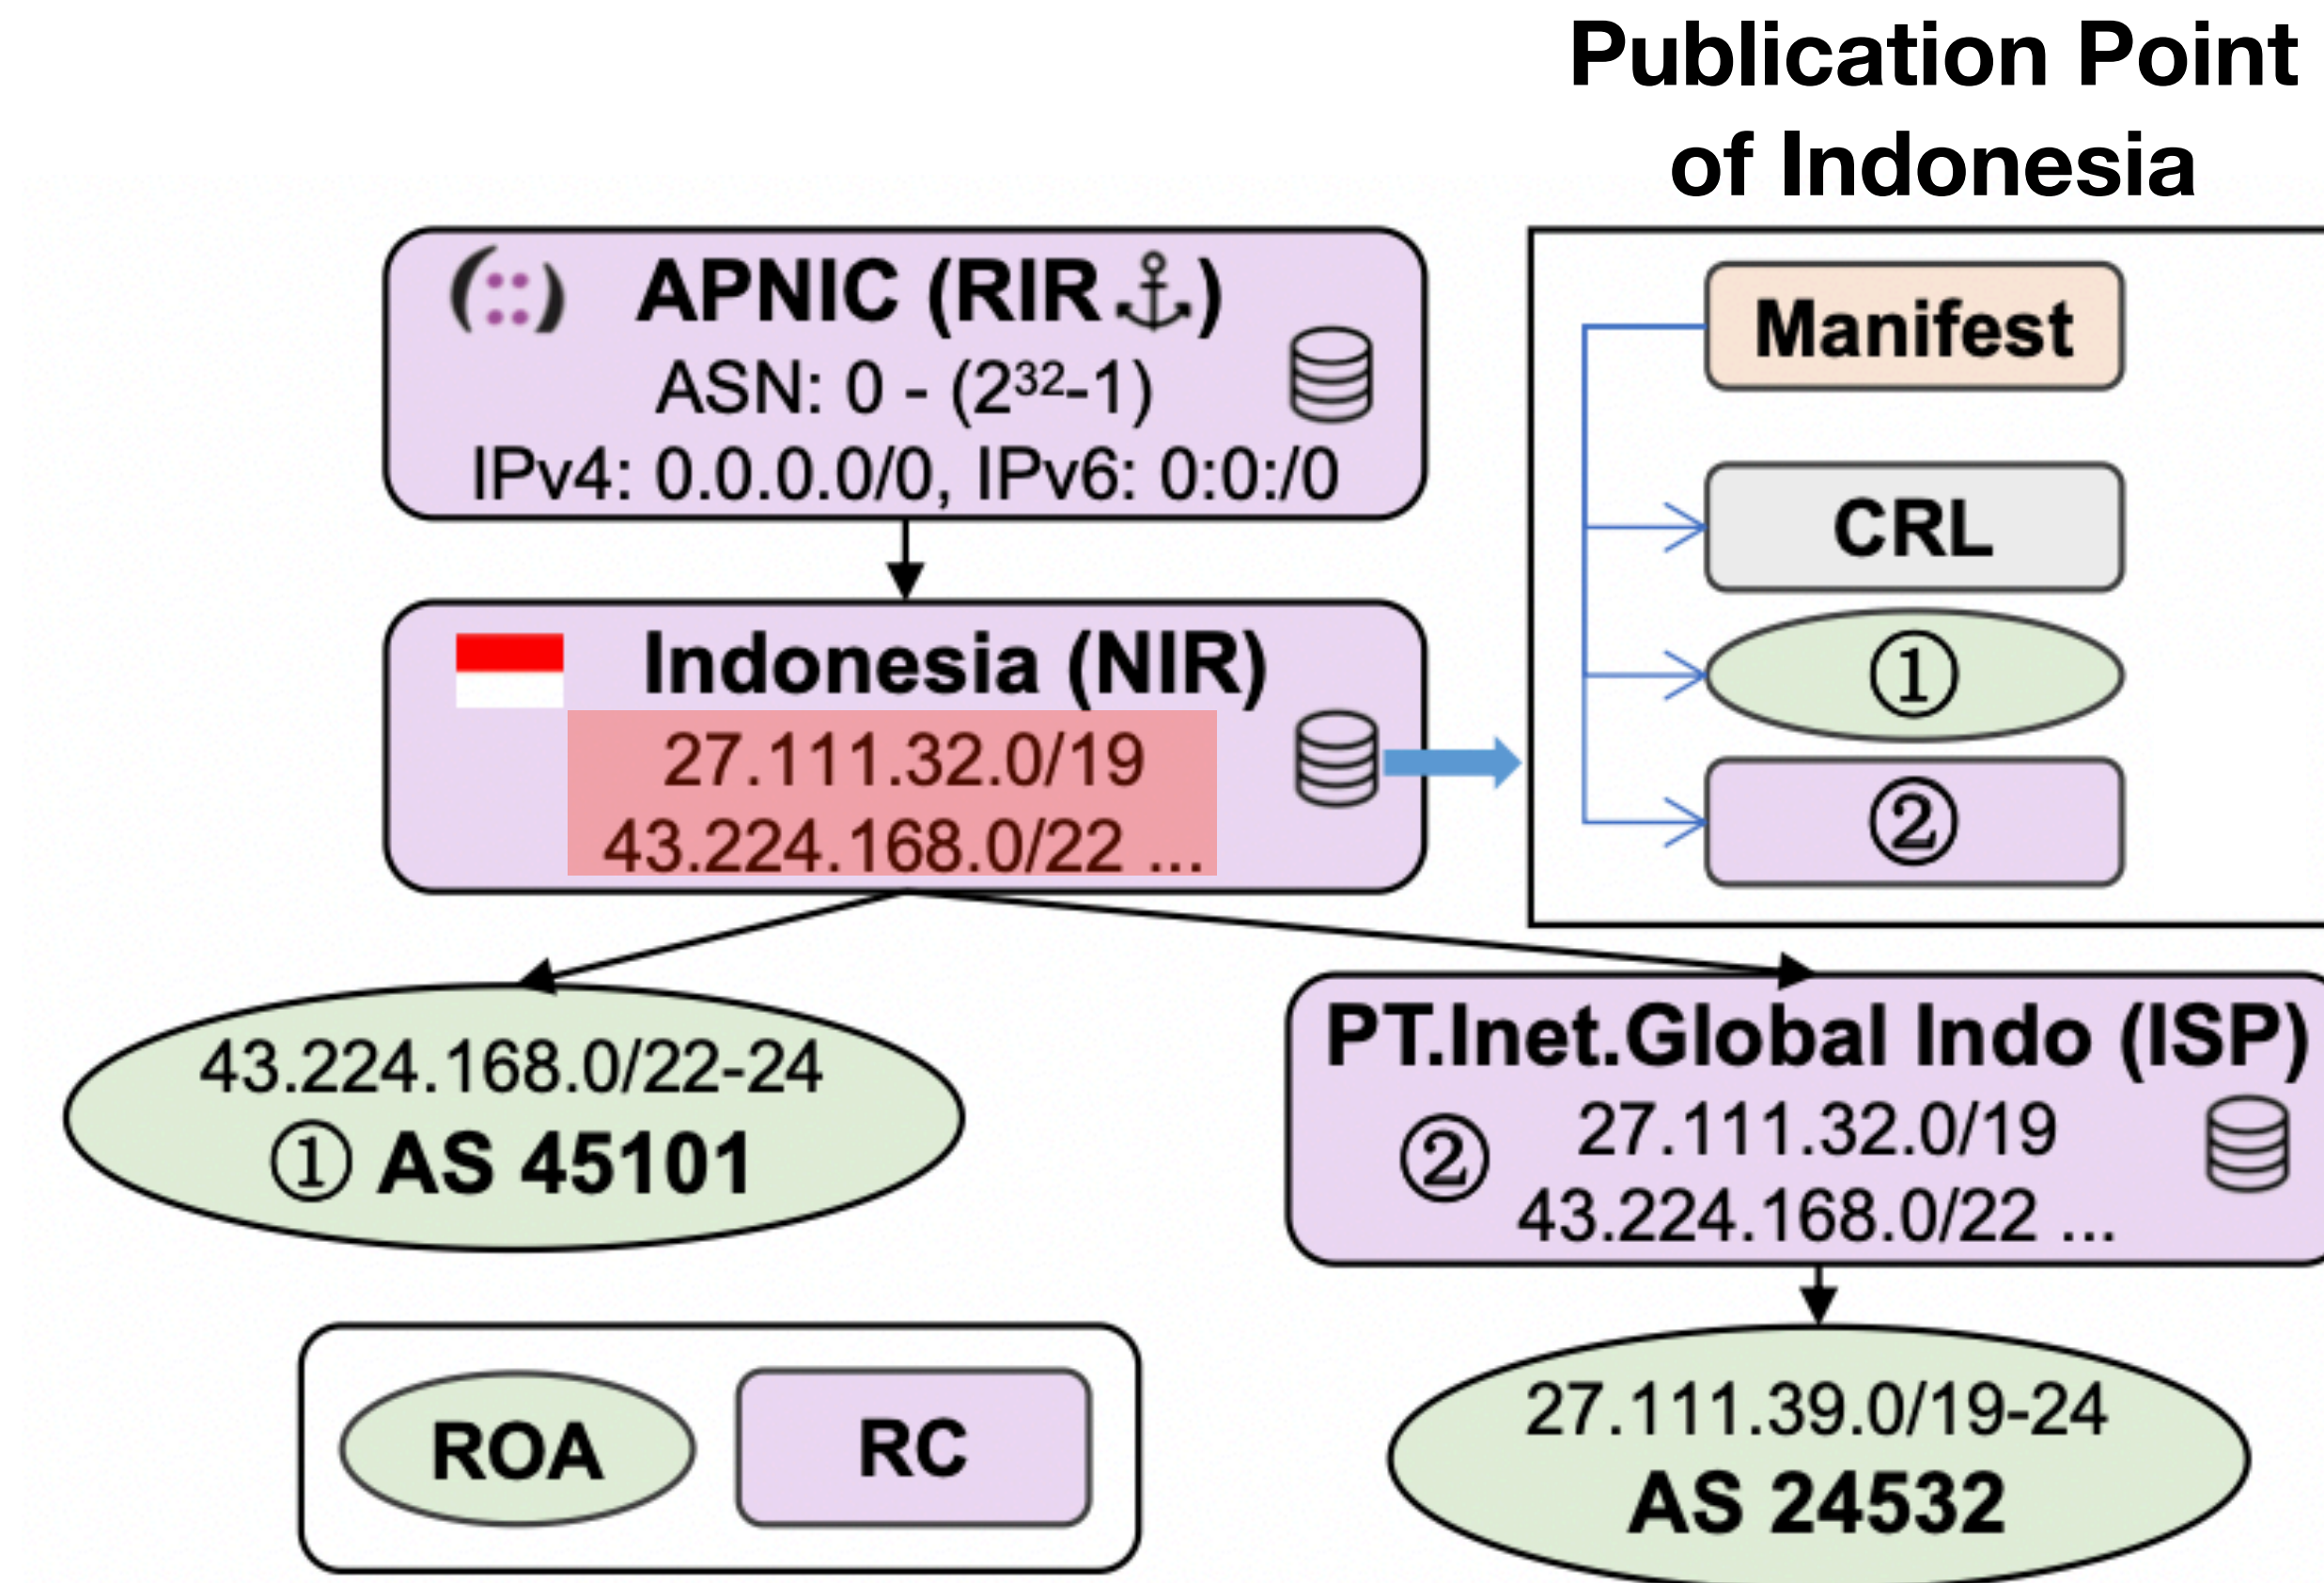 Publication Point
of Indonesia
APNIC (RIR⚓)
ASN: 0 - (2³²-1)
IPv4: 0.0.0.0/0, IPv6: 0:0:/0
Indonesia (NIR)
27.111.32.0/19
43.224.168.0/22 ...
Manifest
CRL
①
②
43.224.168.0/22-24
① AS 45101
PT.Inet.Global Indo (ISP)
② 27.111.32.0/19
43.224.168.0/22 ...
27.111.39.0/19-24
AS 24532
ROA
RC